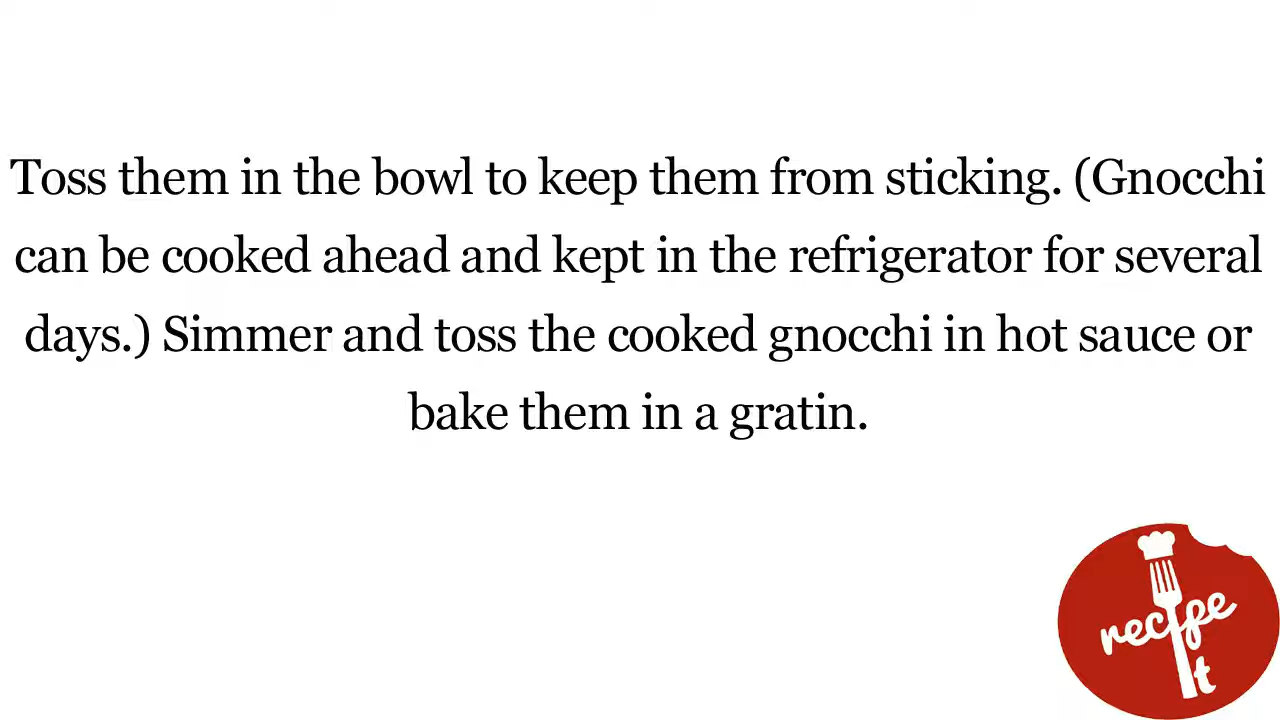 Toss them in the bowl to keep them from sticking. (Gnocchi
can be cooked ahead and kept in the refrigerator for several
days.) Simmer and toss the cooked gnocchi in hot sauce or
bake them in a gratin.
recipe
it